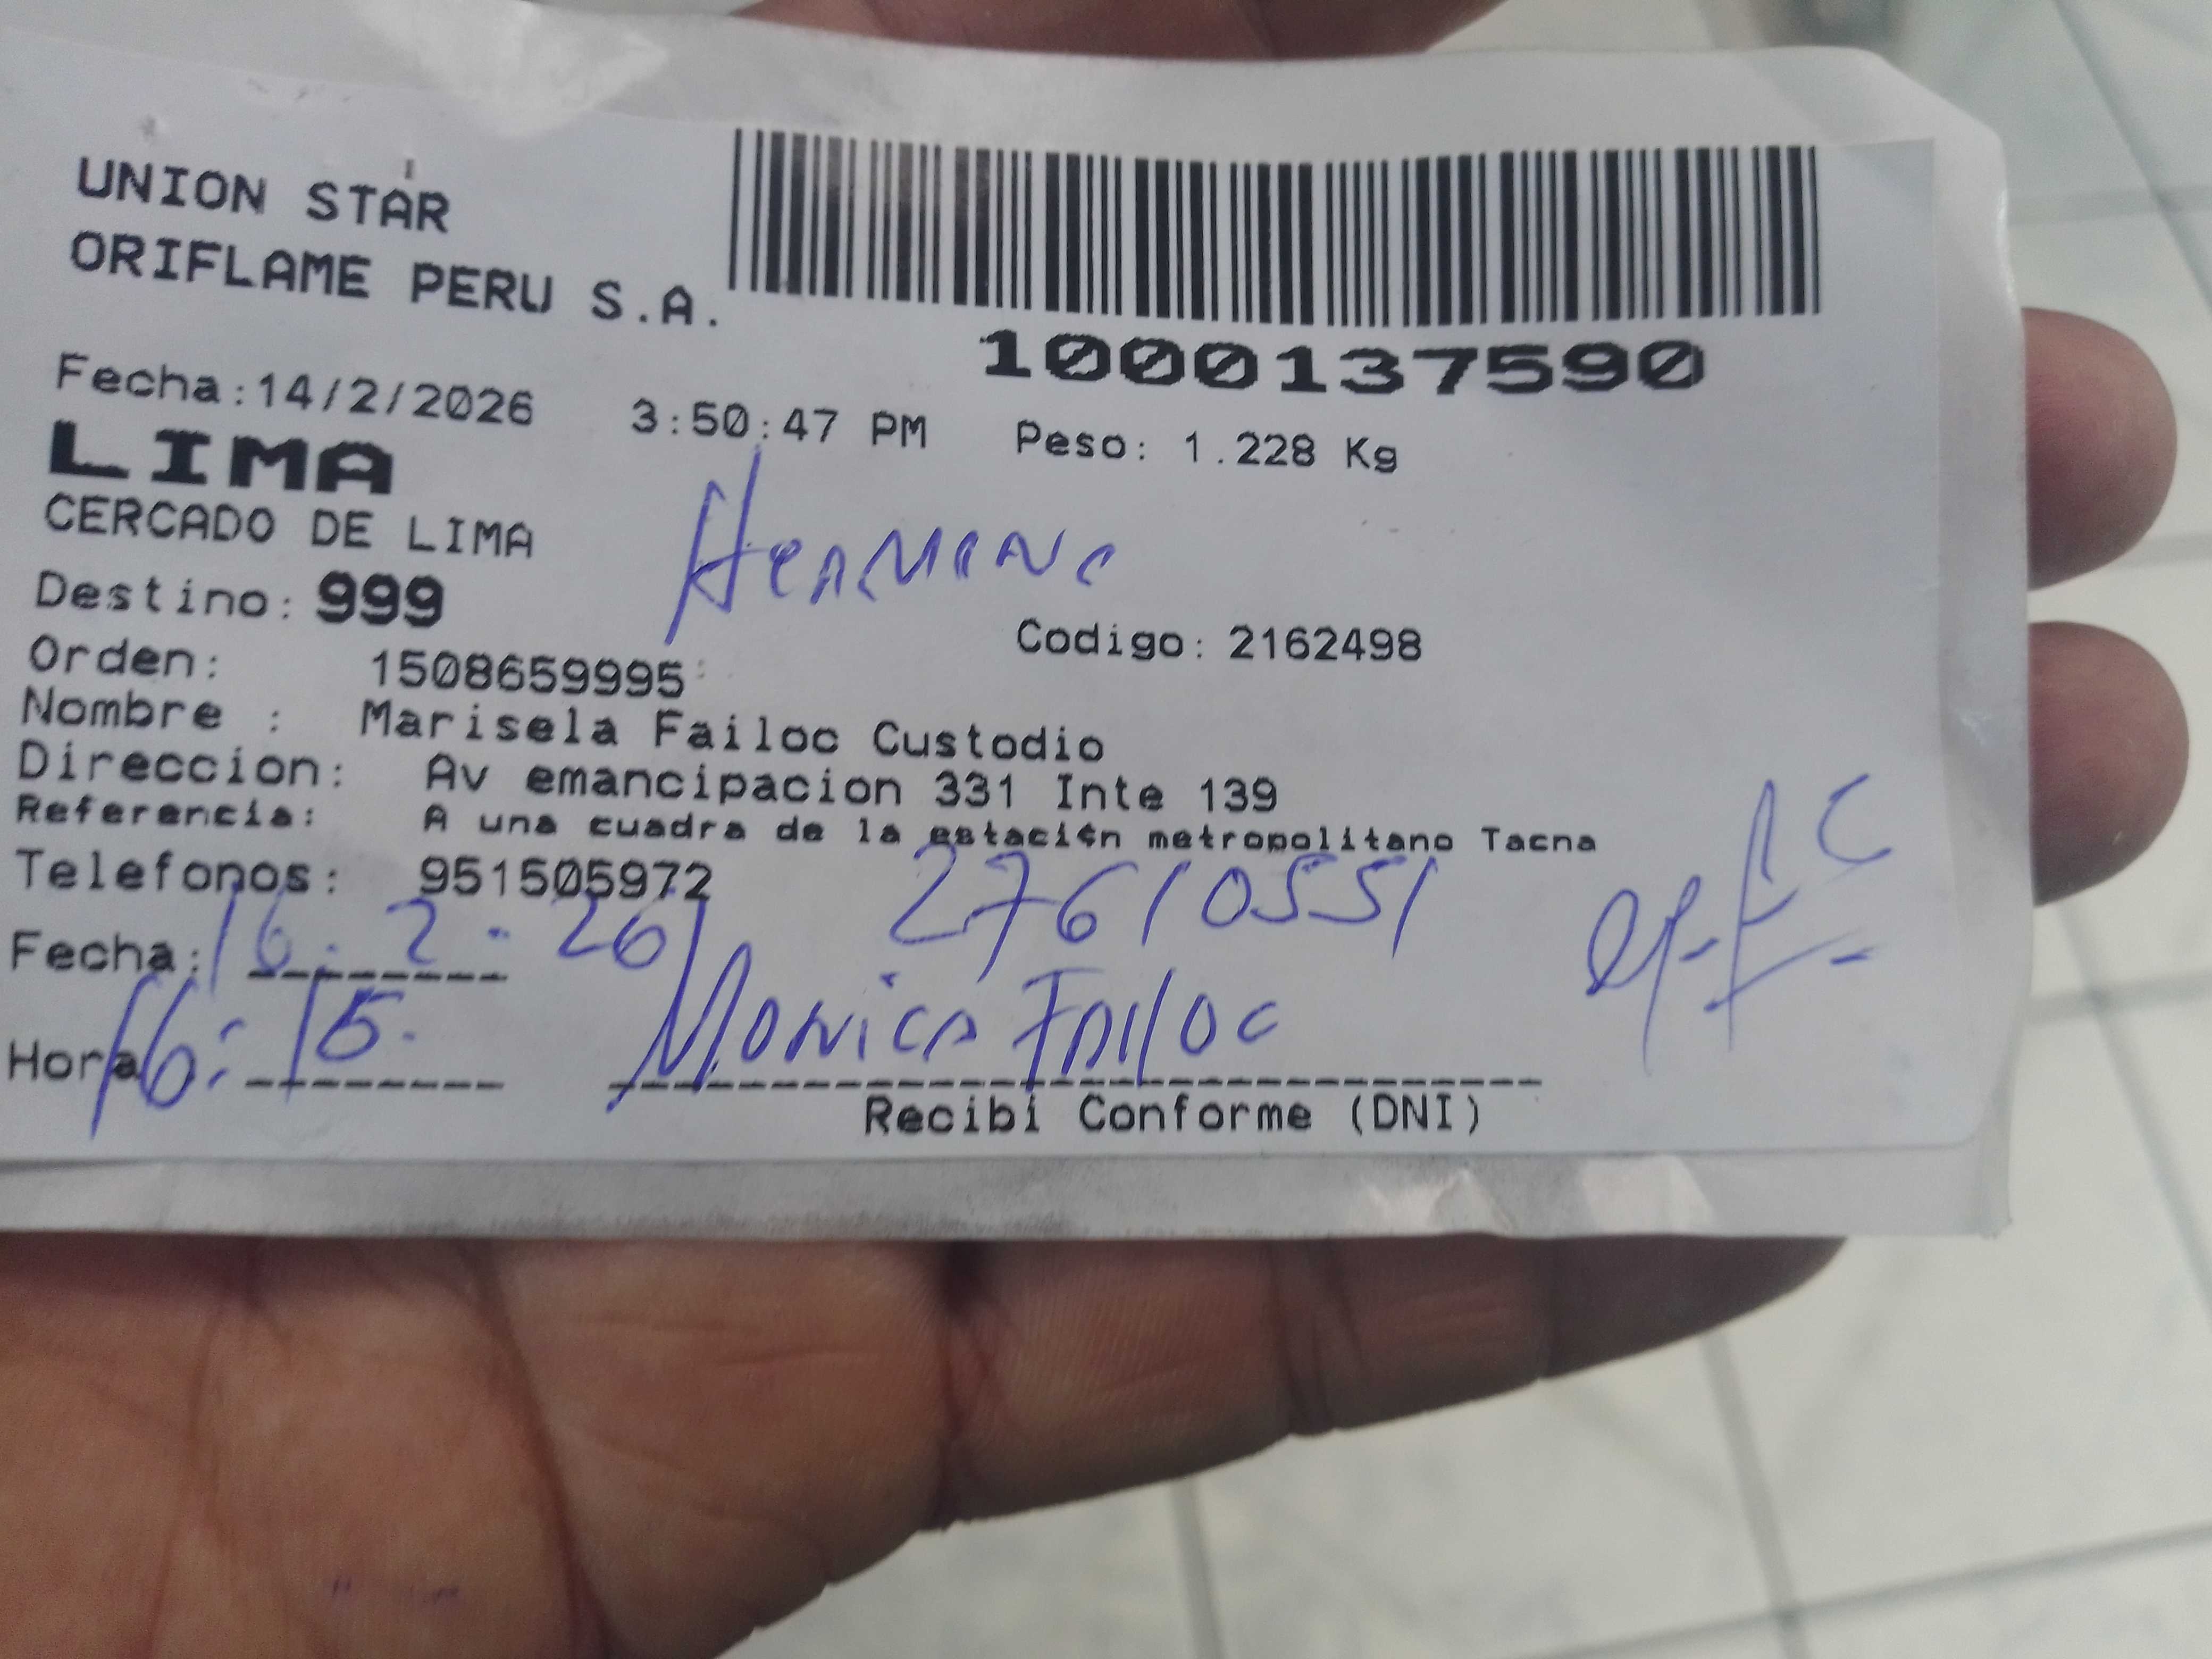 UNION STAR
ORIFLAME PERU S.A.
1000137590
Fecha:14/2/2026 3:50:47 PM Peso: 1.228 Kg
LIMA
CERCADO DE LIMA
Hermana
Destino: 999
Orden: 1508659995 Codigo: 2162498
Nombre : Marisela Failoc Custodio
Direccion: Av emancipacion 331 Inte 139
Referencia: A una cuadra de la estación metropolitano Tacna
Telefonos: 951505972
27610551
Fecha: 16.2.26
Hora 16:15. Monica Failoc
Recibi Conforme (DNI)